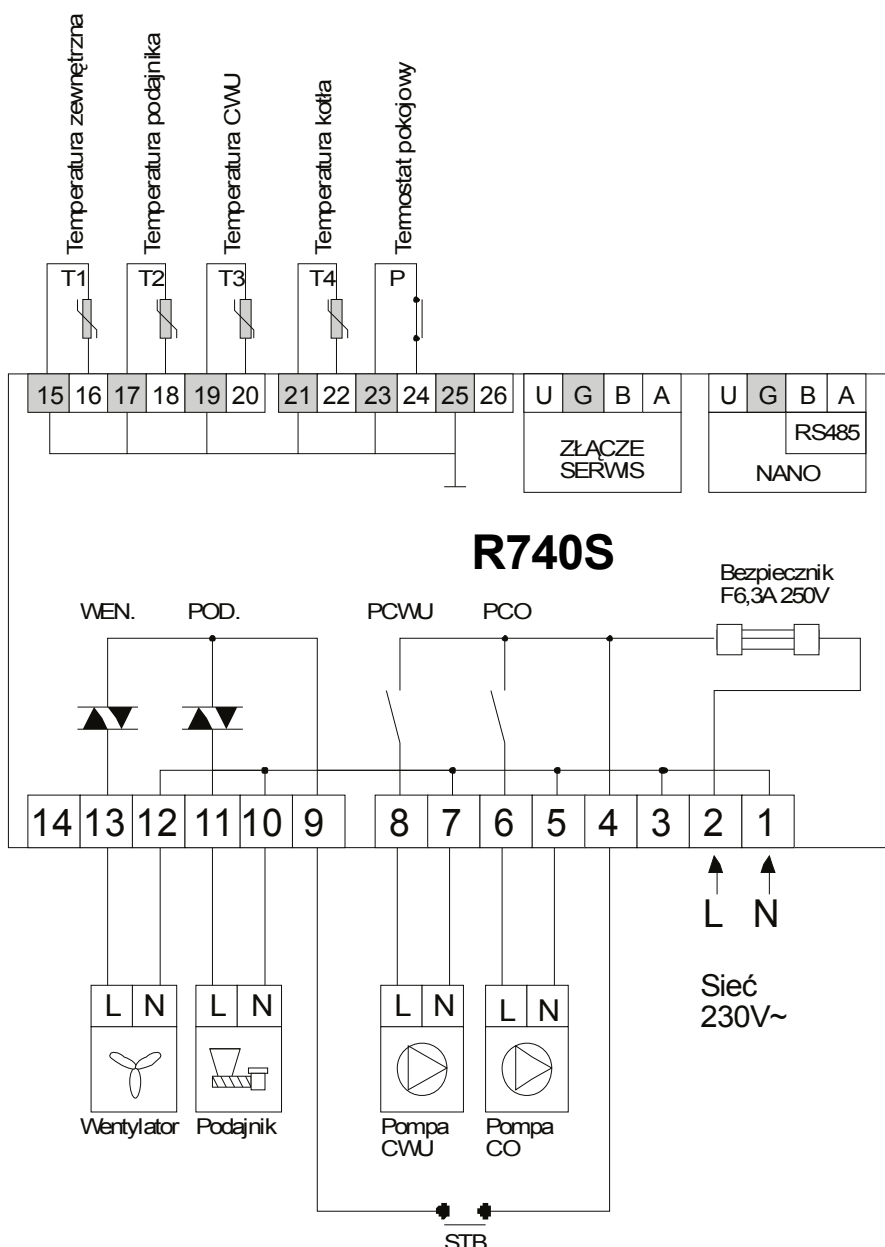 Temperatura zewnętrzna
Temperatura podajnika
Temperatura CWU
Temperatura kotła
Termostat pokojowy
T1 T2 T3 T4 P
15 16 17 18 19 20 21 22 23 24 25 26 U G B A U G B A
RS485
ZŁĄCZE
SERWIS
NANO
R740S
Bezpiecznik
F6,3A 250V
WEN. POD. PCWU PCO
14 13 12 11 10 9 8 7 6 5 4 3 2 1
L N
Sieć
230V~
L N L N L N L N
Wentylator Podajnik
Pompa
CWU
Pompa
CO
STB